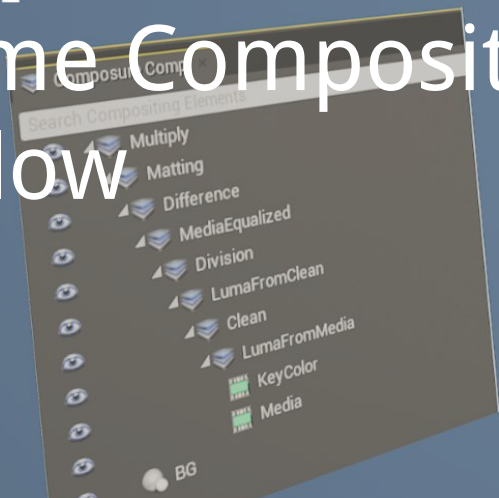 me Composit
low
Composure Comp
Search Compositing Elements
Multiply
Matting
Difference
MediaEqualized
Division
LumaFromClean
Clean
LumaFromMedia
KeyColor
Media
BG